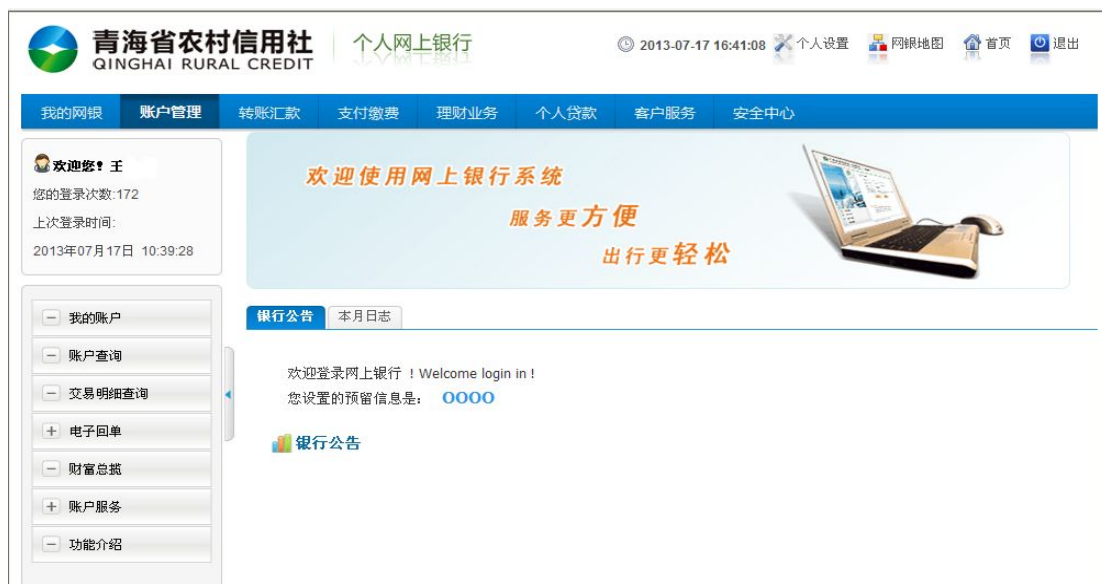 青海省农村信用社
QINGHAI RURAL CREDIT
个人网上银行
2013-07-17 16:41:08 个人设置 网银地图 首页 退出
我的网银 账户管理 转账汇款 支付缴费 理财业务 个人贷款 客户服务 安全中心
欢迎您！王
您的登录次数:172
上次登录时间:
2013年07月17日 10:39:28
欢迎使用网上银行系统
服务更方便
出行更轻松
我的账户
账户查询
交易明细查询
电子回单
财富总揽
账户服务
功能介绍
银行公告 本月日志
欢迎登录网上银行 ! Welcome login in !
您设置的预留信息是： OOOO
银行公告